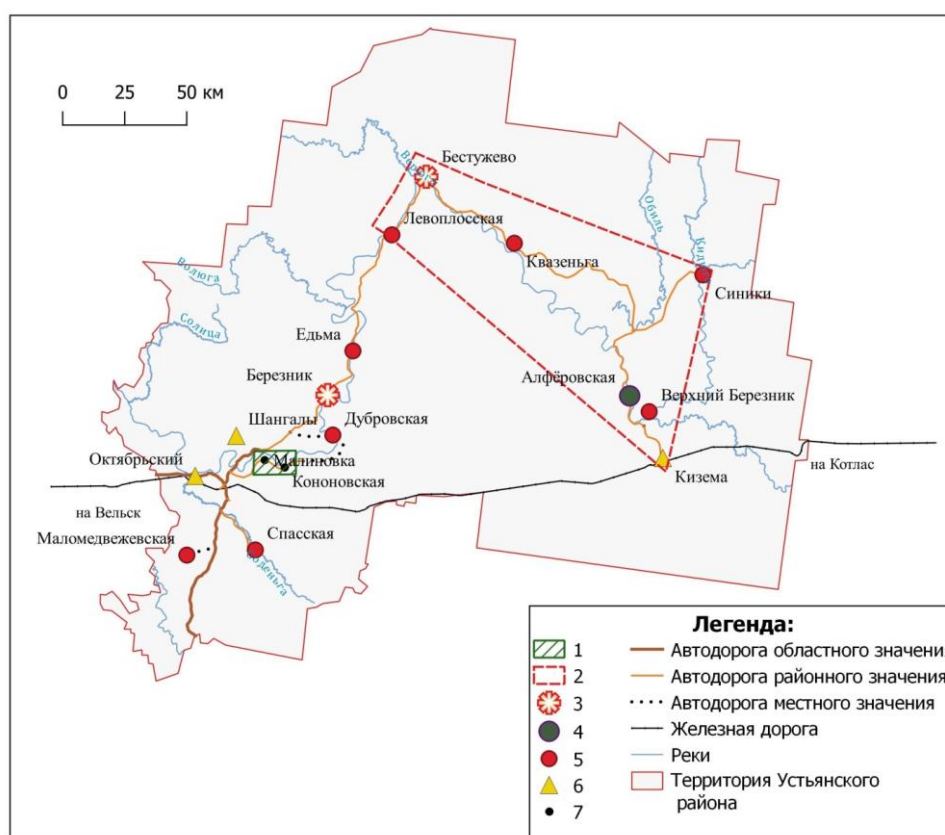 0 25 50 км
Бестужево
Левоплосская
Обиль
Квазеньга
Синики
Волюга
Солица
Едьма
Березник
Алфёровская
Верхний Березник
Шангалы
Дубровская
Октябрьский
Малиновка
на Котлас
Кизема
Кононовская
на Вельск
Маломедвежевская
Спасская
Легенда:
1
2
3
4
5
6
7
Автодорога областного значени
Автодорога районного значения
Автодорога местного значения
Железная дорога
Реки
Территория Устьянского
района